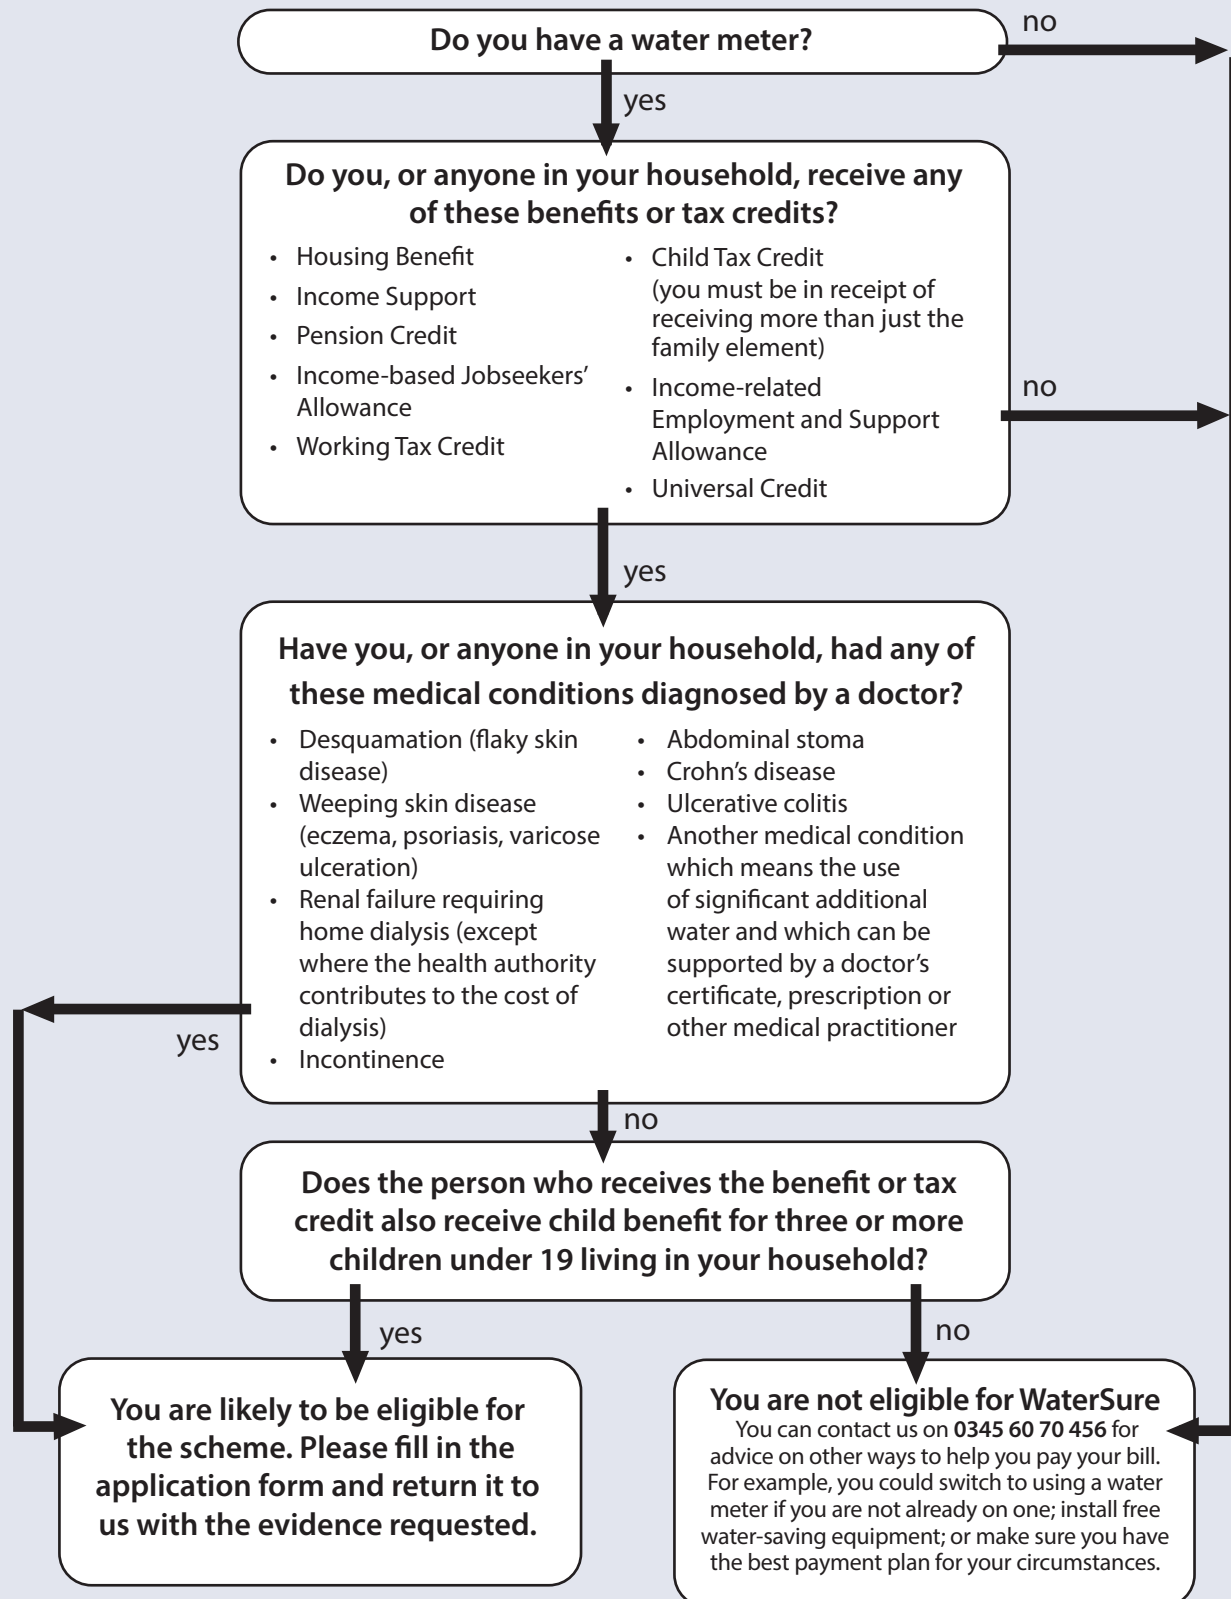 Do you have a water meter?
no
yes
Do you, or anyone in your household, receive any
of these benefits or tax credits?
• Housing Benefit
• Income Support
• Pension Credit
• Income-based Jobseekers'
Allowance
• Working Tax Credit
• Child Tax Credit
(you must be in receipt of
receiving more than just the
family element)
• Income-related
Employment and Support
Allowance
• Universal Credit
no
yes
Have you, or anyone in your household, had any of
these medical conditions diagnosed by a doctor?
• Desquamation (flaky skin
disease)
• Weeping skin disease
(eczema, psoriasis, varicose
ulceration)
• Renal failure requiring
home dialysis (except
where the health authority
contributes to the cost of
dialysis)
• Incontinence
• Abdominal stoma
• Crohn's disease
• Ulcerative colitis
• Another medical condition
which means the use
of significant additional
water and which can be
supported by a doctor's
certificate, prescription or
other medical practitioner
yes
no
Does the person who receives the benefit or tax
credit also receive child benefit for three or more
children under 19 living in your household?
yes
no
You are likely to be eligible for
the scheme. Please fill in the
application form and return it to
us with the evidence requested.
You are not eligible for WaterSure
You can contact us on 0345 60 70 456 for
advice on other ways to help you pay your bill.
For example, you could switch to using a water
meter if you are not already on one; install free
water-saving equipment; or make sure you have
the best payment plan for your circumstances.